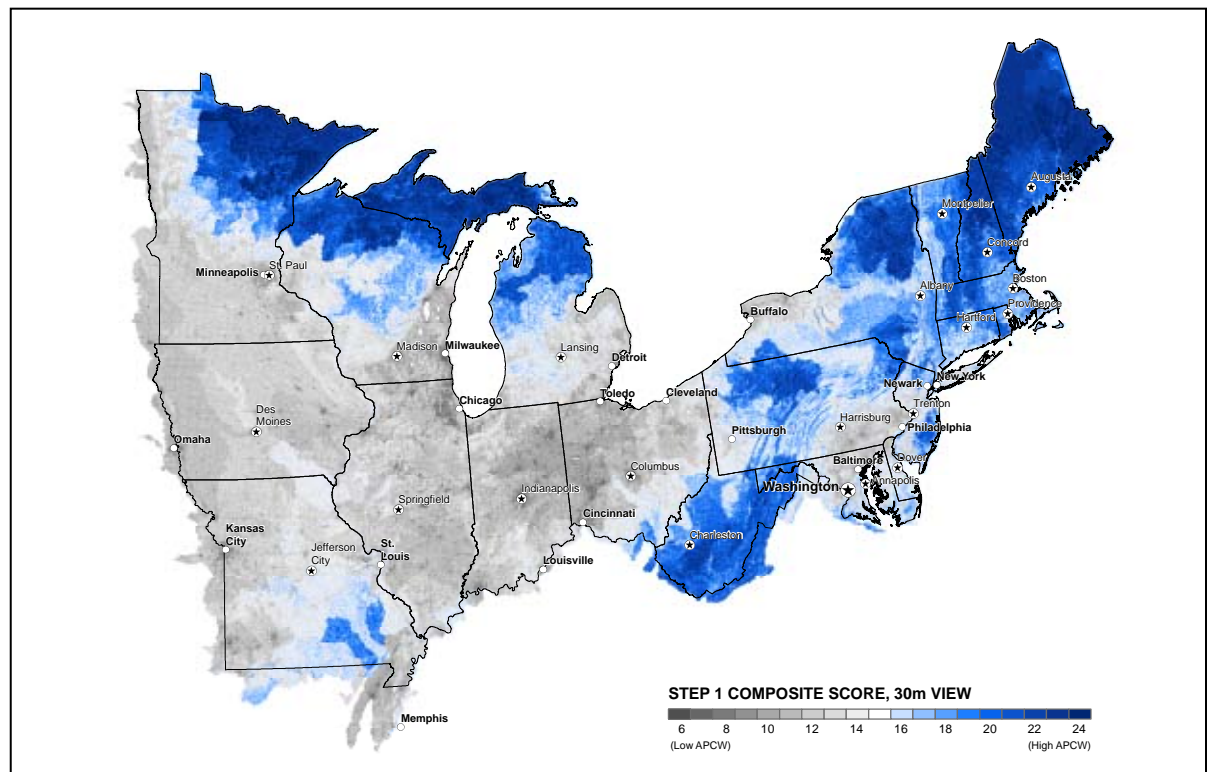 Augusta
Montpelier
Concord
St. Paul
Minneapolis
Boston
Albany
Providence
Buffalo
Hartford
Madison
Milwaukee
Lansing
Detroit
New York
Newark
Toledo
Cleveland
Chicago
Trenton
Des
Moines
Harrisburg
Philadelphia
Pittsburgh
Omaha
Baltimore
Dover
Columbus
Washington
Annapolis
Indianapolis
Springfield
Cincinnati
Kansas
City
Charleston
Jefferson
City
St.
Louis
Louisville
STEP 1 COMPOSITE SCORE, 30m VIEW
Memphis
6 8 10 12 13 14 16 18 20 22 24
(Low APCW) (High APCW)